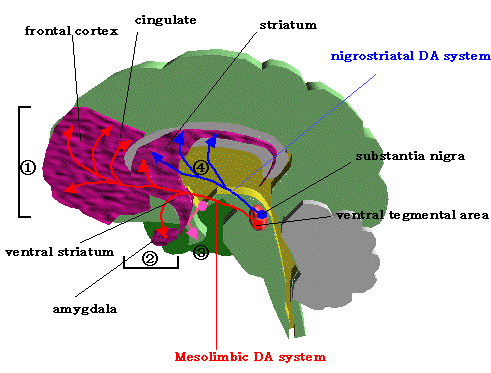 cingulate
striatum
frontal cortex
nigrostriatal DA system
①
④
substantia nigra
ventral tegmental area
ventral striatum
③
②
amygdala
Mesolimbic DA system